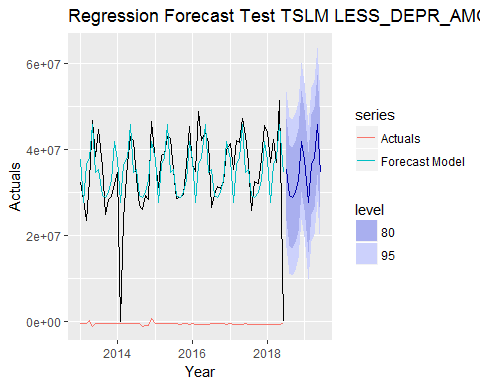 Regression Forecast Test TSLM LESS_DEPR_AMO
6e+07
4e+07
2e+07
0e+00
Actuals
2014
2016
2018
Year
series
Actuals
Forecast Model
level
80
95